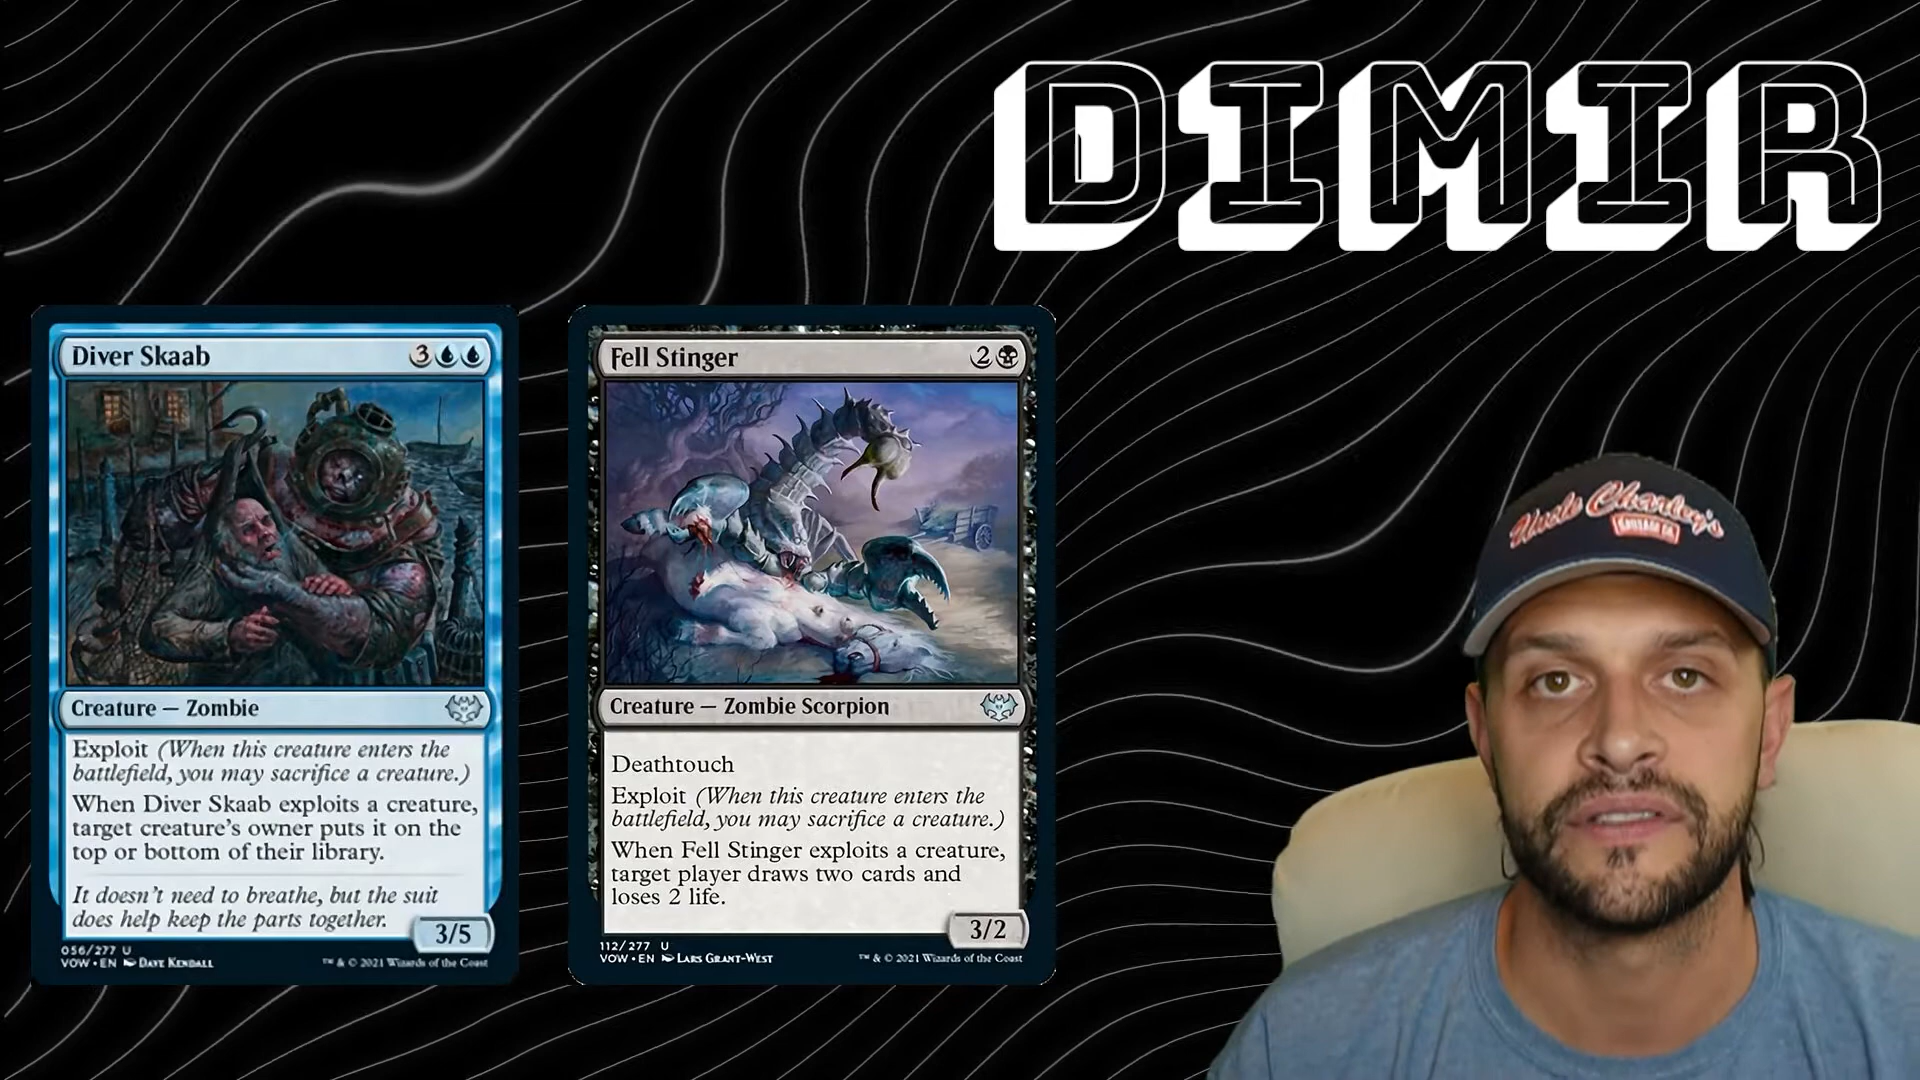 DIMIR
Diver Skaab 3
Creature — Zombie
Exploit (When this creature enters the
battlefield, you may sacrifice a creature.)
When Diver Skaab exploits a creature,
target creature's owner puts it on the
top or bottom of their library.
It doesn't need to breathe, but the suit
does help keep the parts together.
3/5
056/277 U
VOW • EN DAVE KENDALL
™ & © 2021 Wizards of the Coast
Fell Stinger 2
Creature — Zombie Scorpion
Deathtouch
Exploit (When this creature enters the
battlefield, you may sacrifice a creature.)
When Fell Stinger exploits a creature,
target player draws two cards and
loses 2 life.
3/2
112/277 U
VOW • EN LARS GRANT-WEST
™ & © 2021 Wizards of the Coast
Uncle Charley's